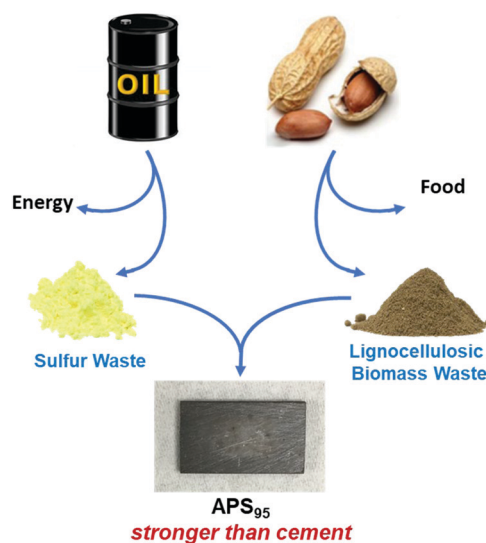 OIL
Energy
Food
Sulfur Waste
Lignocellulosic
Biomass Waste
APS₉₅
stronger than cement